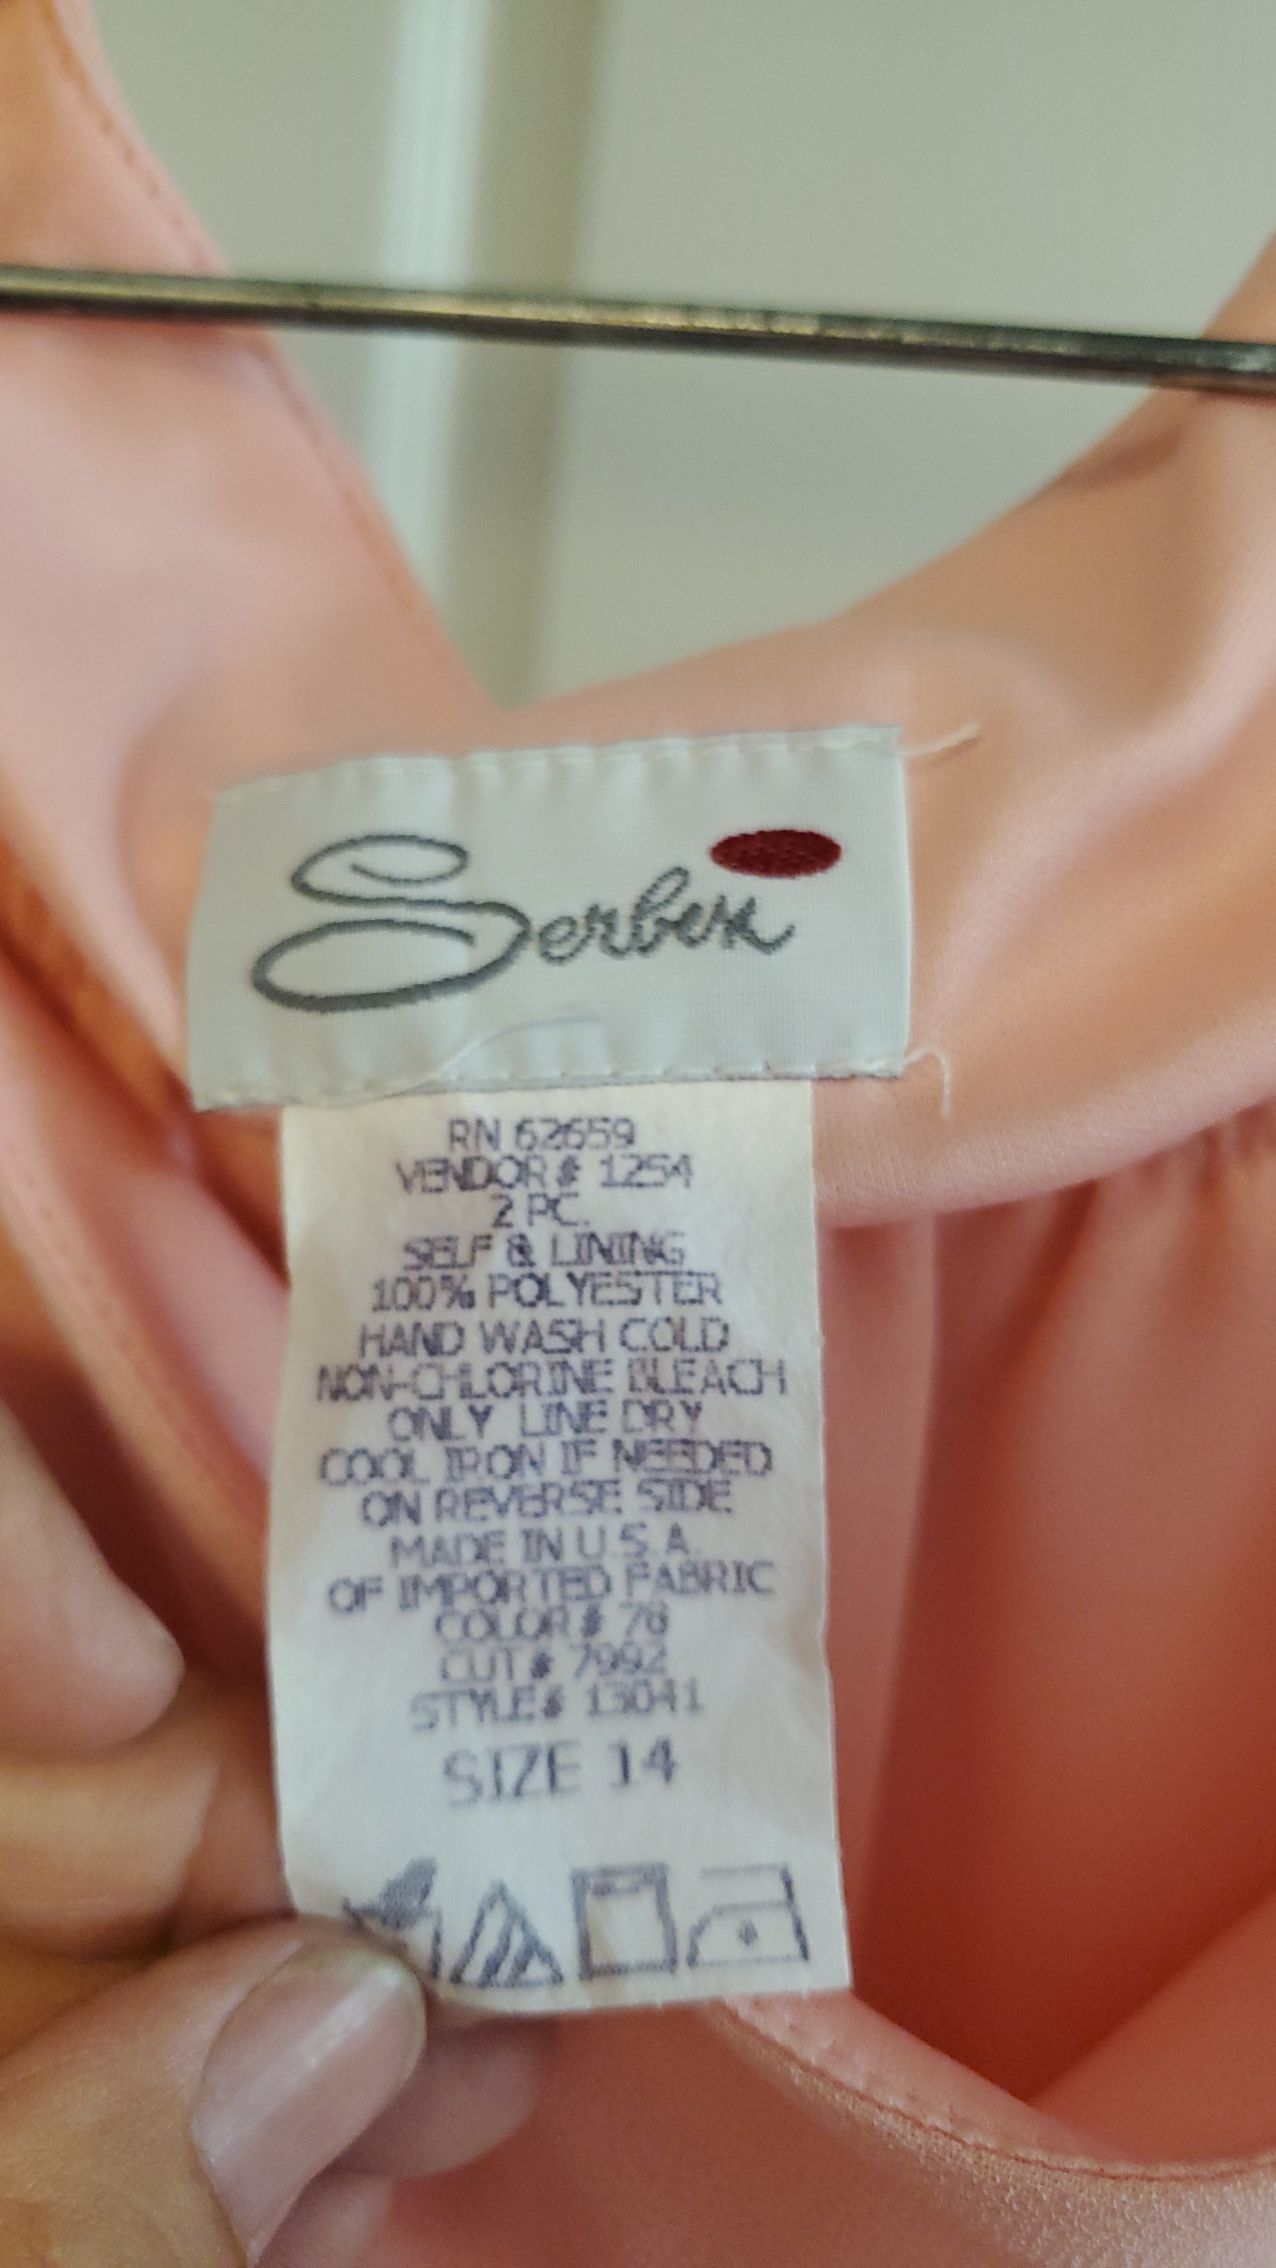 Serbin
RN 62659
VENDOR # 1254
2 PC.
SELF & LINING
100% POLYESTER
HAND WASH COLD
NON-CHLORINE BLEACH
ONLY LINE DRY
COOL IRON IF NEEDED
ON REVERSE SIDE
MADE IN U.S.A.
OF IMPORTED FABRIC
COLOR # 78
CUT # 7992
STYLE# 13041
SIZE 14